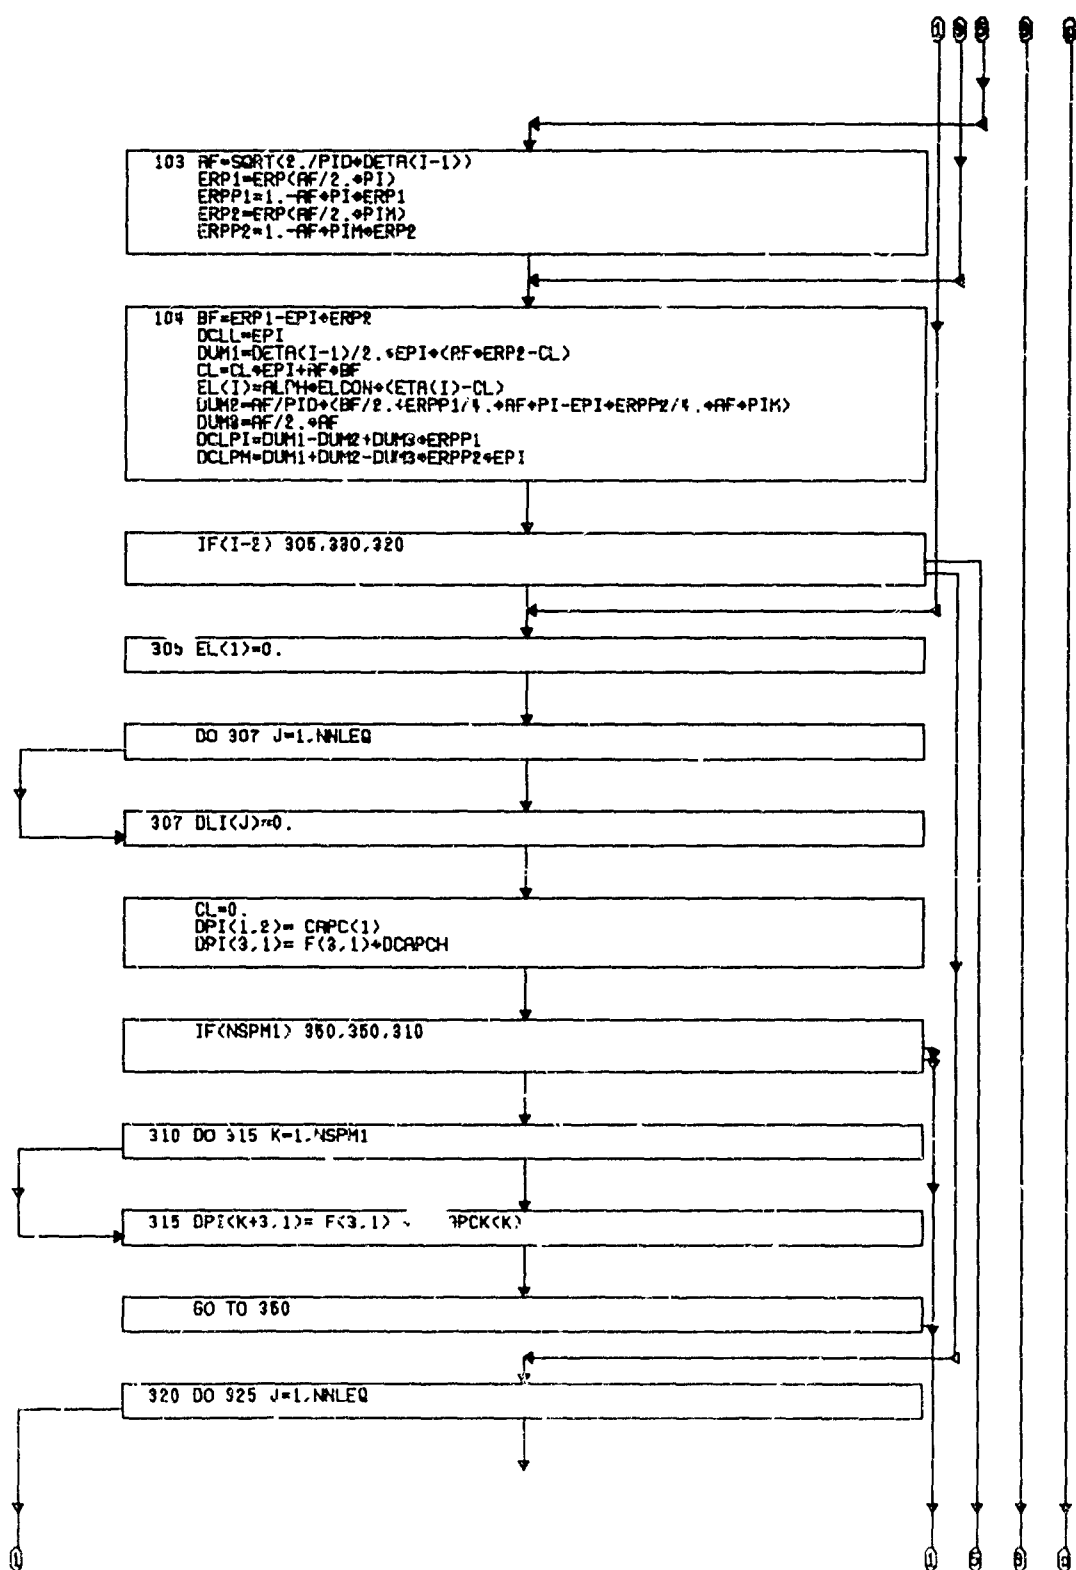 103 AF=SQRT(2./PID*DETA(I-1))
ERP1=ERP(AF/2.*PI)
ERPP1=1.-AF*PI*ERP1
ERP2=ERP(AF/2.*PIM)
ERPP2=1.-AF*PIM*ERP2
104 BF=ERP1-EPI*ERP2
DCLL=EPI
DUM1=DETA(I-1)/2.*EPI*(AF*ERP2-CL)
CL=CL*EPI+AF*BF
EL(I)=ALPH*ELCON*(ETA(I)-CL)
DUM2=AF/PID*(BF/2.+ERPP1/4.*AF*PI-EPI*ERPP2/4.*AF*PIM)
DUM3=AF/2.*AF
DCLPI=DUM1-DUM2+DUM3*ERPP1
DCLPM=DUM1+DUM2-DUM3*ERPP2*EPI
IF(I-2) 305,330,320
305 EL(1)=0.
DO 307 J=1,NNLEQ
307 DLI(J)=0.
CL=0.
DPI(1,2)= CAPC(1)
DPI(3,1)= F(3,1)*DCAPCH
IF(NSPM1) 350,350,310
310 DO 315 K=1,NSPM1
315 DPI(K+3,1)= F(3,1) APCK(K)
GO TO 350
320 DO 325 J=1,NNLEQ